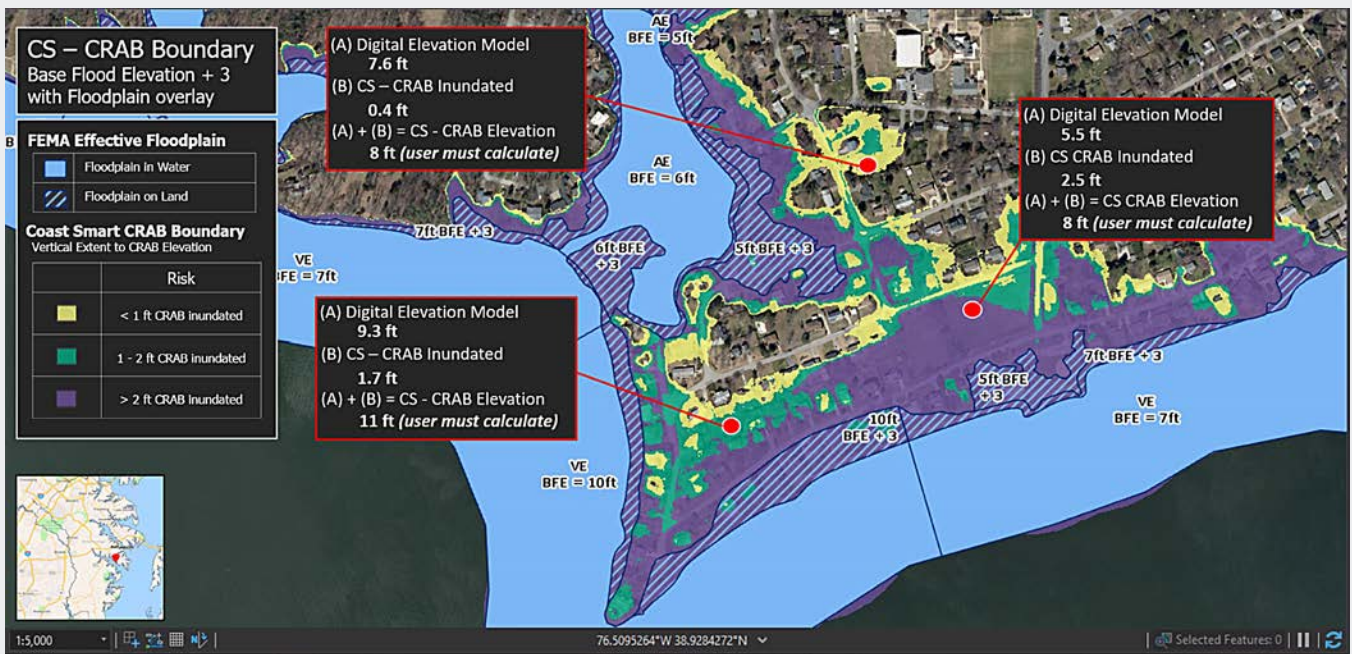 CS – CRAB Boundary
Base Flood Elevation + 3
with Floodplain overlay
FEMA Effective Floodplain
Floodplain in Water
Floodplain on Land
Coast Smart CRAB Boundary
Vertical Extent to CRAB Elevation
Risk
< 1 ft CRAB inundated
1 - 2 ft CRAB inundated
> 2 ft CRAB inundated
B
(A) Digital Elevation Model
7.6 ft
(B) CS – CRAB Inundated
0.4 ft
(A) + (B) = CS - CRAB Elevation
8 ft (user must calculate)
AE
BFE = 5ft
(A) Digital Elevation Model
5.5 ft
(B) CS CRAB Inundated
2.5 ft
(A) + (B) = CS CRAB Elevation
8 ft (user must calculate)
AE
BFE = 6ft
7ft BFE + 3
6ft BFE
+ 3
5ft BFE + 3
VE
BFE = 7ft
(A) Digital Elevation Model
9.3 ft
(B) CS – CRAB Inundated
1.7 ft
(A) + (B) = CS - CRAB Elevation
11 ft (user must calculate)
7ft BFE + 3
5ft BFE
+ 3
10ft
BFE + 3
VE
BFE = 7ft
VE
BFE = 10ft
1:5,000
76.5095264°W 38.9284272°N
Selected Features: 0